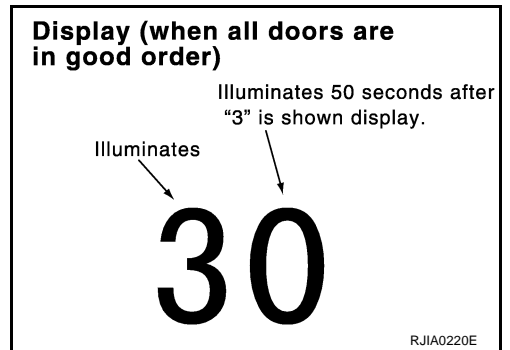 Display (when all doors are
in good order)
Illuminates 50 seconds after
“3” is shown display.
Illuminates
30
RJIA0220E